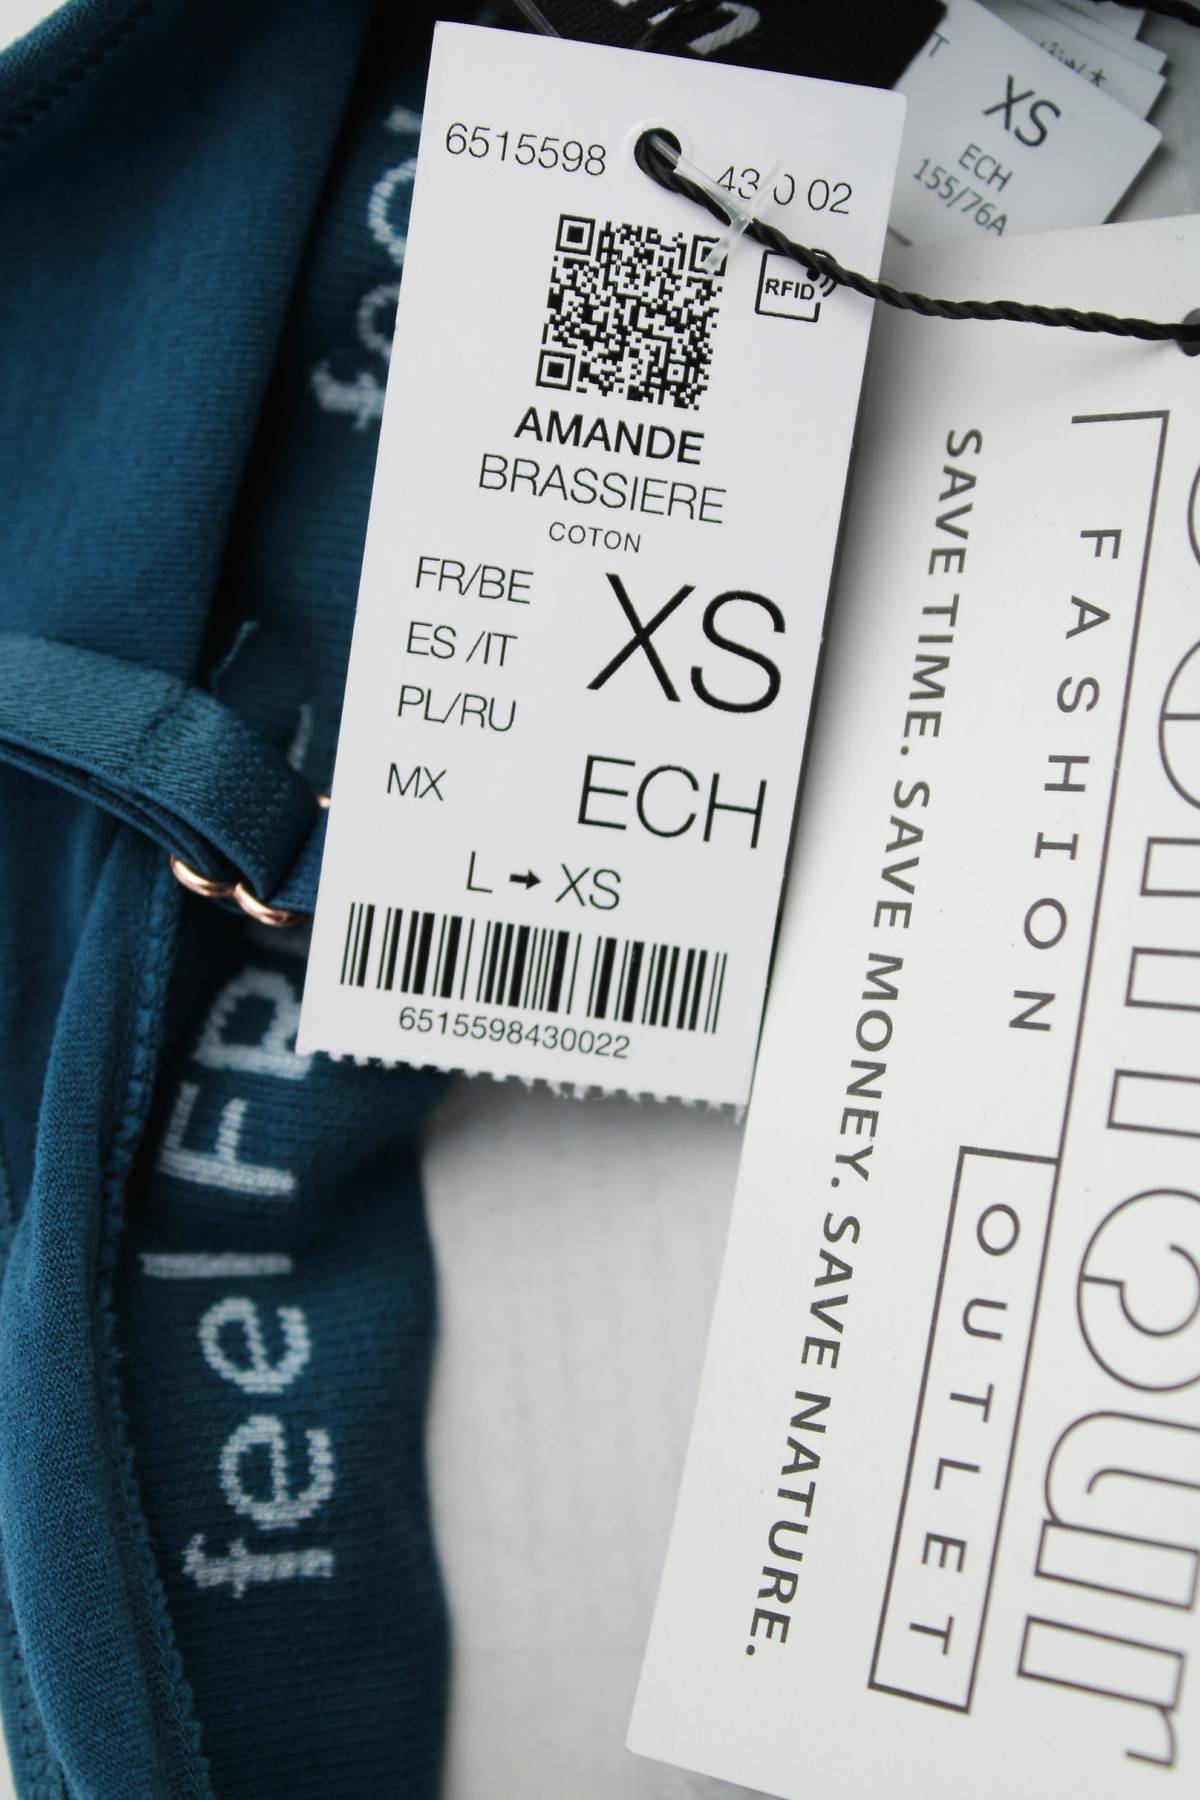 6515598
02
RFID
AMANDE
BRASSIERE
COTON
FR/BE
ES /IT
PL/RU
XS
MX
ECH
L → XS
6515598430022
XS
ECH
155/76A
SAVE TIME. SAVE MONEY. SAVE NATURE.
FASHION
OUTLET
feel